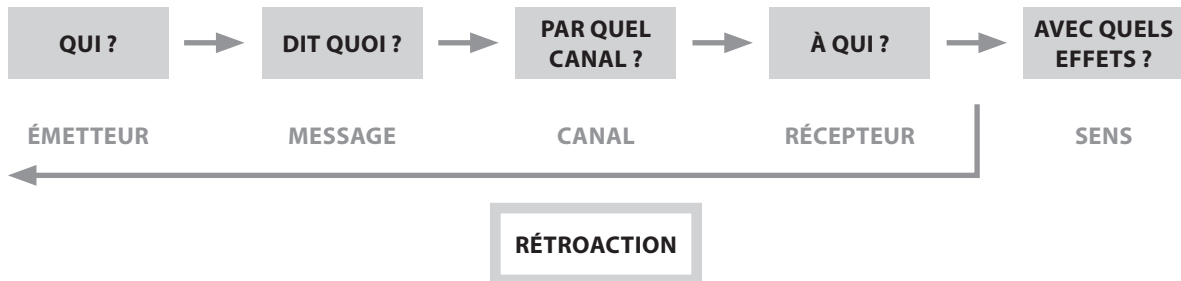 QUI ?
DIT QUOI ?
PAR QUEL
CANAL ?
À QUI ?
AVEC QUELS
EFFETS ?
ÉMETTEUR
MESSAGE
CANAL
RÉCEPTEUR
SENS
RÉTROACTION